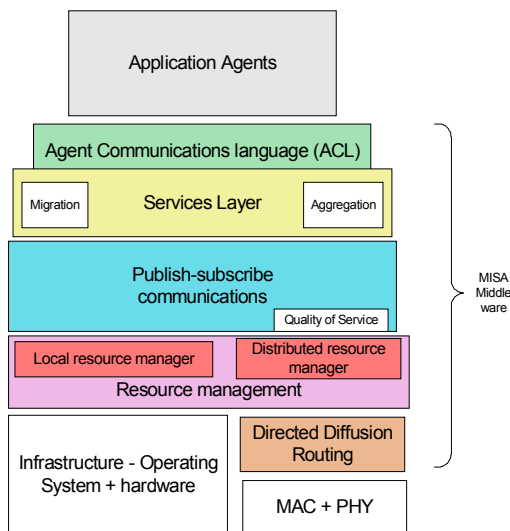 Application Agents
Agent Communications language (ACL)
Migration
Services Layer
Aggregation
Publish-subscribe
communications
Quality of Service
MISA
Middle
ware
Local resource manager
Distributed resource
manager
Resource management
Infrastructure - Operating
System + hardware
Directed Diffusion
Routing
MAC + PHY